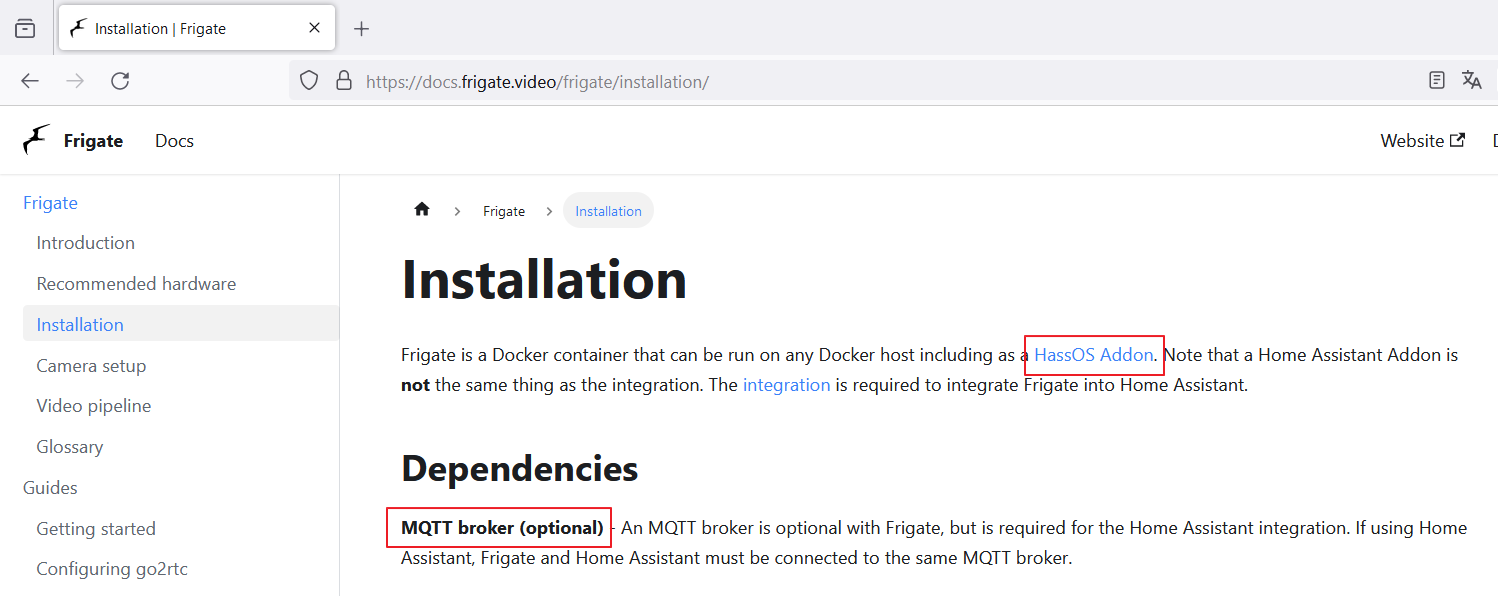 Installation | Frigate
https://docs.frigate.video/frigate/installation/
Frigate
Docs
Website
Frigate
Introduction
Recommended hardware
Installation
Camera setup
Video pipeline
Glossary
Guides
Getting started
Configuring go2rtc
Frigate
Installation
Installation
Frigate is a Docker container that can be run on any Docker host including as a HassOS Addon. Note that a Home Assistant Addon is
not the same thing as the integration. The integration is required to integrate Frigate into Home Assistant.
Dependencies
MQTT broker (optional) - An MQTT broker is optional with Frigate, but is required for the Home Assistant integration. If using Home
Assistant, Frigate and Home Assistant must be connected to the same MQTT broker.